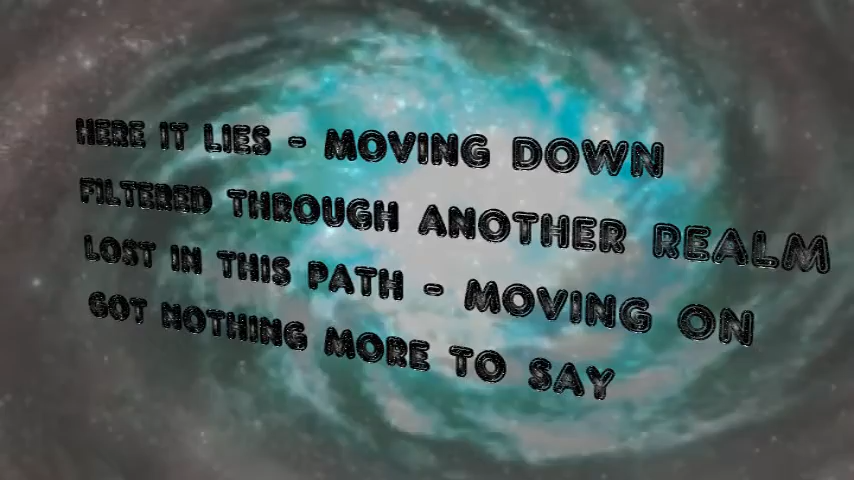 HERE IT LIES - MOVING DOWN
FILTERED THROUGH ANOTHER REALM
LOST IN THIS PATH - MOVING ON
GOT NOTHING MORE TO SAY